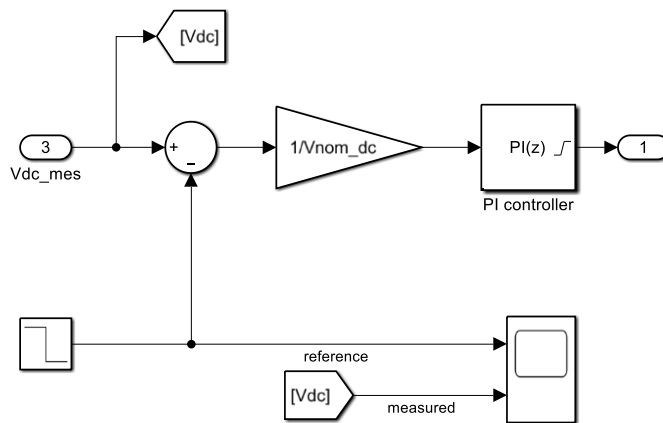 [Vdc]
3
Vdc_mes
+
−
1/Vnom_dc
PI(z)
PI controller
1
reference
[Vdc]
measured